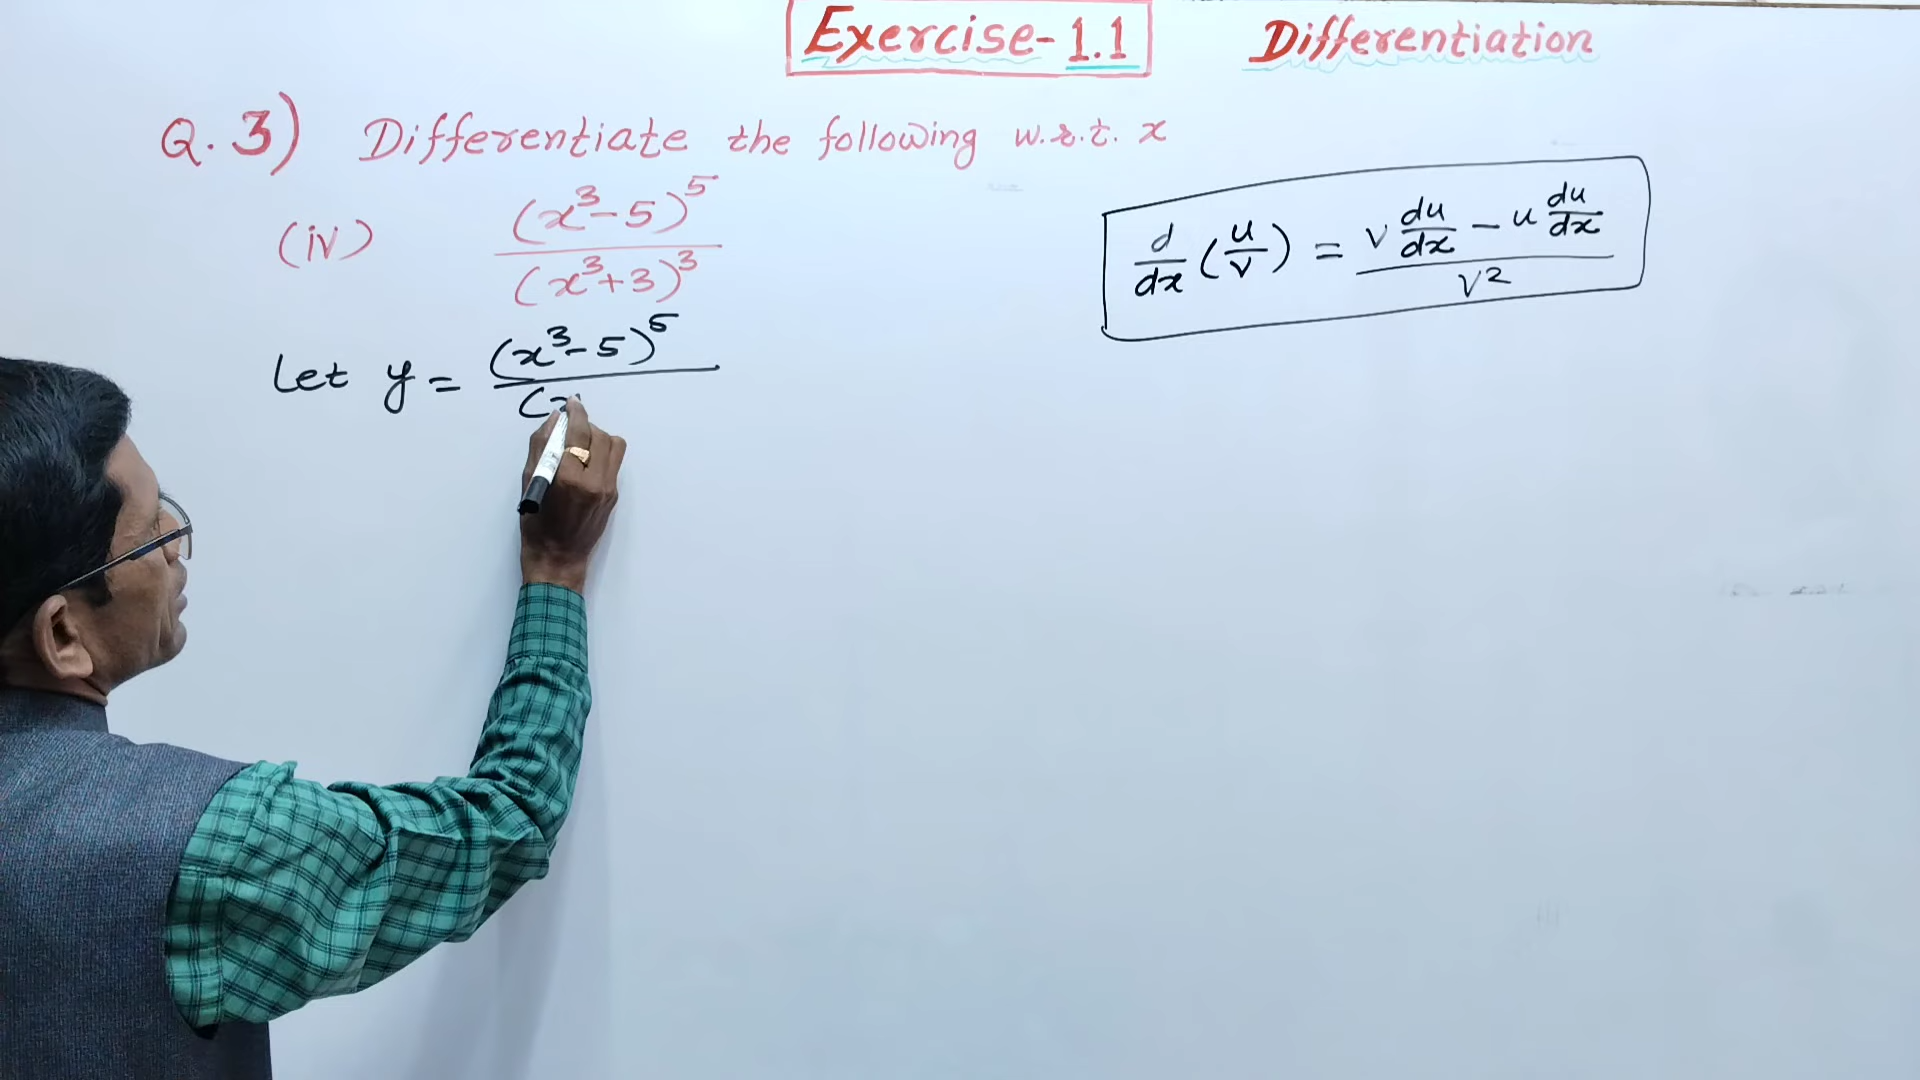 Exercise-1.1 Differentiation
Q. 3) Differentiate the following w.r.t. x
(iv) (x³-5)⁵ / (x³+3)³
d/dx (u/v) = (v du/dx - u du/dx) / v²
Let y = (x³-5)⁵ / (x